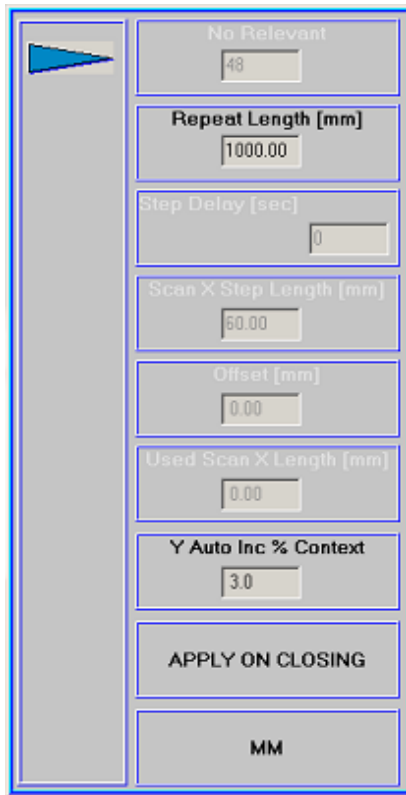 No Relevant
48
Repeat Length [mm]
1000.00
Step Delay [sec]
0
Scan X Step Length [mm]
60.00
Offset [mm]
0.00
Used Scan X Length [mm]
0.00
Y Auto Inc % Context
3.0
APPLY ON CLOSING
MM